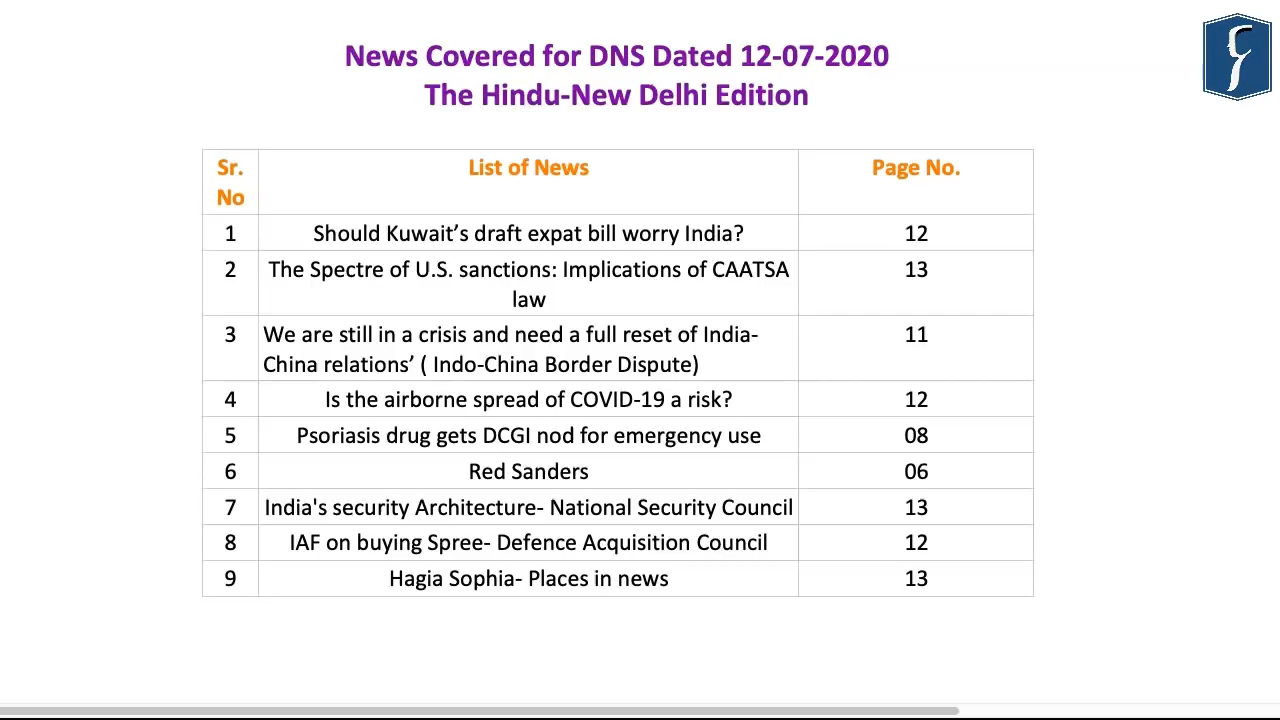 News Covered for DNS Dated 12-07-2020
The Hindu-New Delhi Edition
Sr. No List of News Page No.
1 Should Kuwait’s draft expat bill worry India? 12
2 The Spectre of U.S. sanctions: Implications of CAATSA 13
law
3 We are still in a crisis and need a full reset of India- 11
China relations’ ( Indo-China Border Dispute)
4 Is the airborne spread of COVID-19 a risk? 12
5 Psoriasis drug gets DCGI nod for emergency use 08
6 Red Sanders 06
7 India's security Architecture- National Security Council 13
8 IAF on buying Spree- Defence Acquisition Council 12
9 Hagia Sophia- Places in news 13